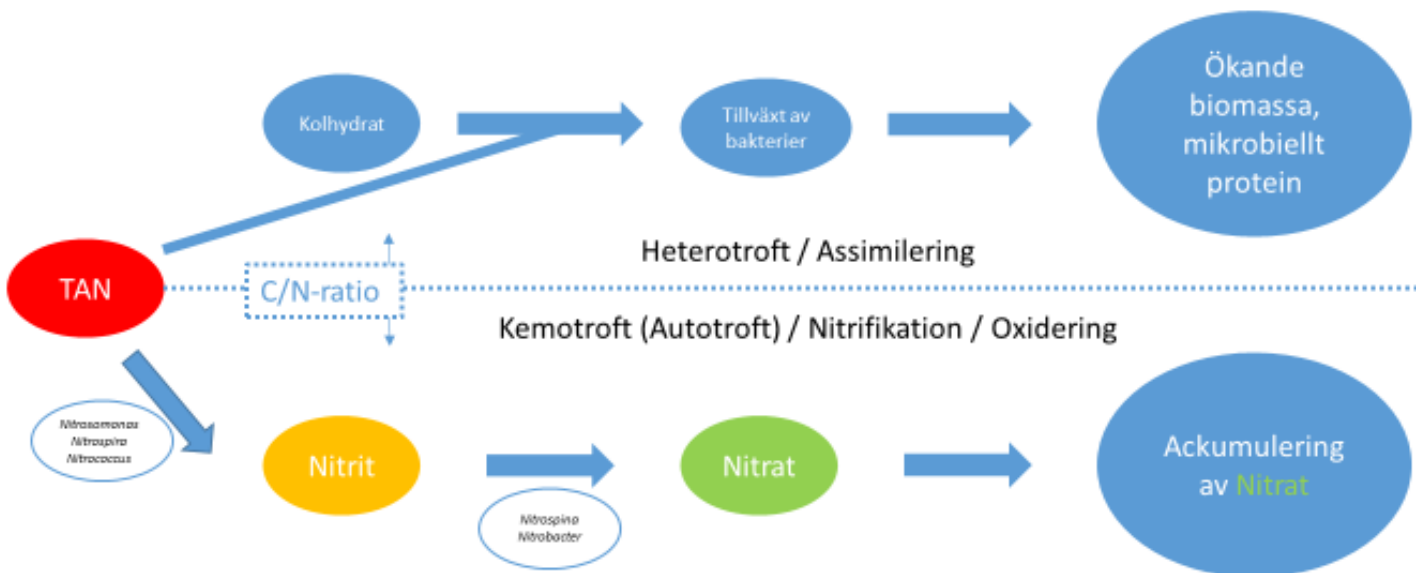 Kolhydrat
Tillväxt av
bakterier
Ökande
biomassa,
mikrobiellt
protein
Heterotroft / Assimilering
TAN
C/N-ratio
Kemotroft (Autotroft) / Nitrifikation / Oxidering
Nitrosomonas
Nitrospira
Nitrococcus
Nitrit
Nitrospina
Nitrobacter
Nitrat
Ackumulering
av Nitrat